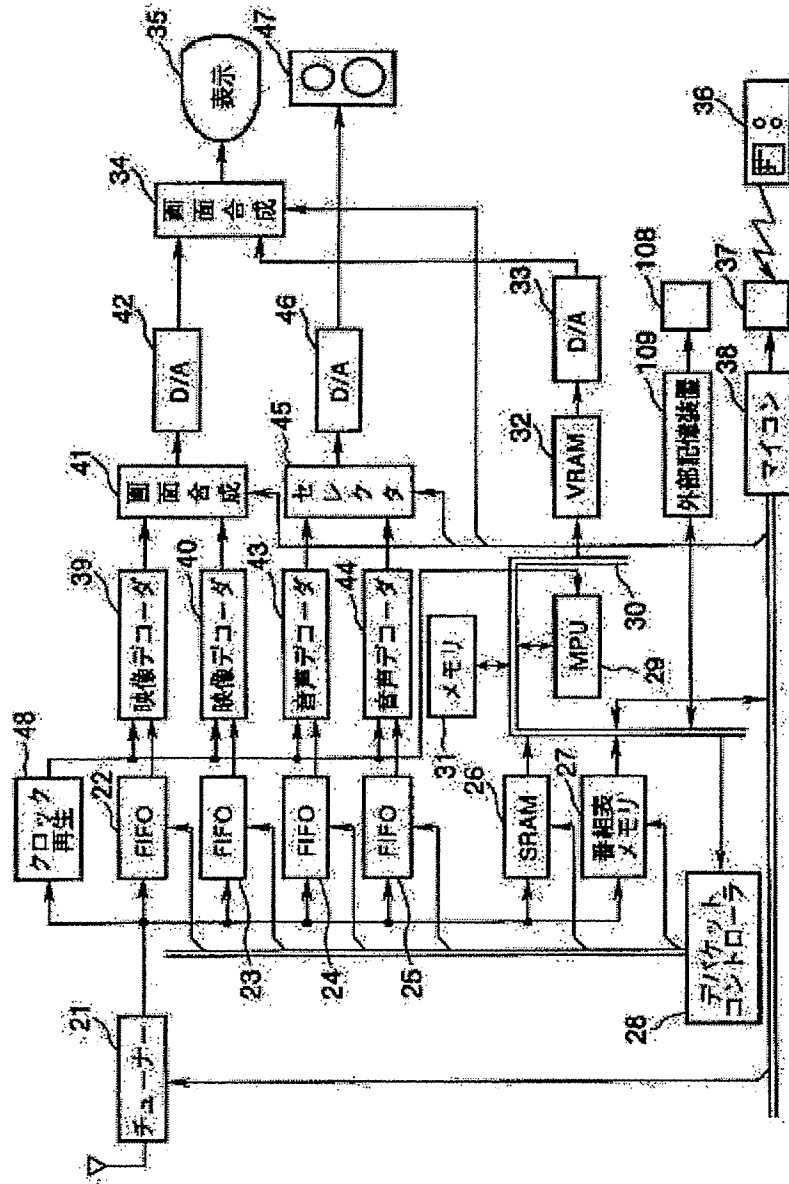 48
クロック
再生
21
チューナー
22
FIFO
39
映像デコーダ
41
画面合成
42
D/A
34
画面合成
35
表示
23
FIFO
40
映像デコーダ
24
FIFO
43
音声デコーダ
45
セレクタ
46
D/A
47
25
FIFO
44
音声デコーダ
31
メモリ
26
SRAM
27
番組表
メモリ
MPU
29
30
32
VRAM
33
D/A
28
デパケット
コントローラ
109
外部記憶装置
108
38
マイコン
37
36